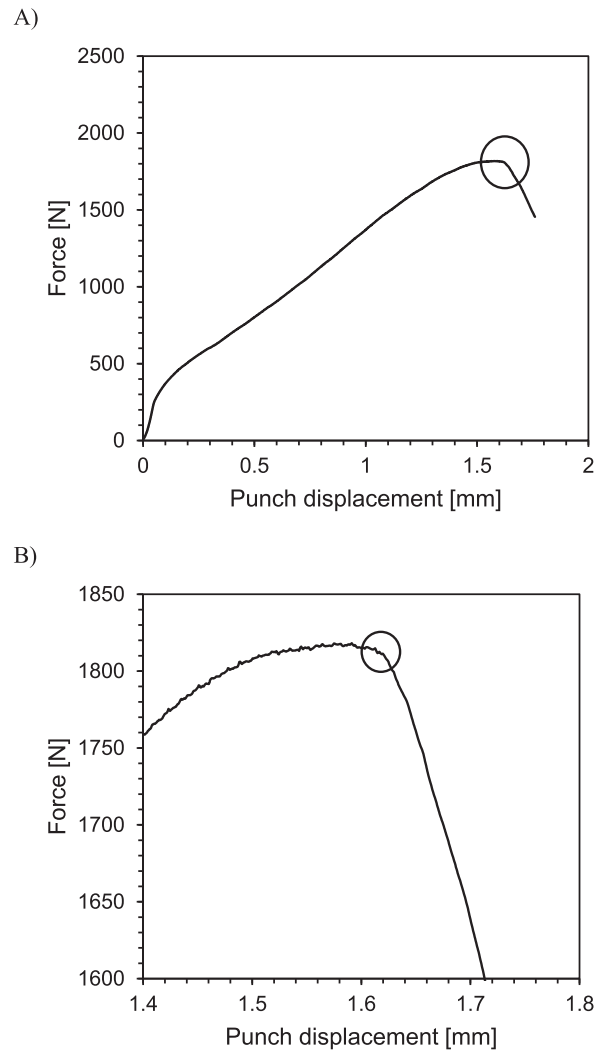 A)
2500
2000
1500
1000
500
0
Force [N]
0 0.5 1 1.5 2
Punch displacement [mm]
B)
1850
1800
1750
1700
1650
1600
Force [N]
1.4 1.5 1.6 1.7 1.8
Punch displacement [mm]